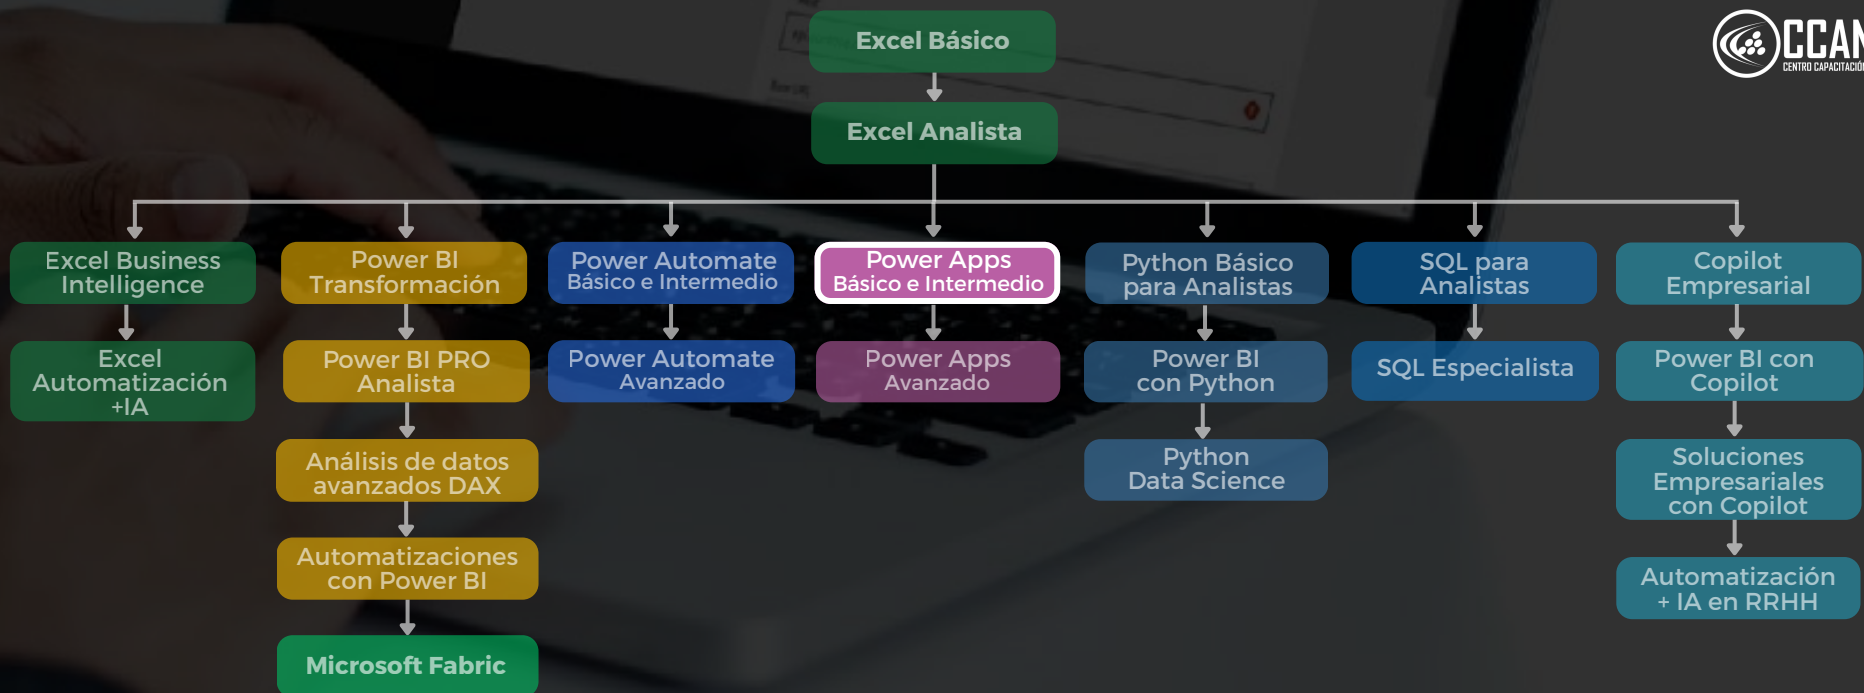 Excel Básico
CCAN
CENTRO CAPACITACIÓN
Excel Analista
Excel Business
Intelligence
Excel
Automatización
+IA
Power BI
Transformación
Power BI PRO
Analista
Análisis de datos
avanzados DAX
Automatizaciones
con Power BI
Microsoft Fabric
Power Automate
Básico e Intermedio
Power Automate
Avanzado
Power Apps
Básico e Intermedio
Power Apps
Avanzado
Python Básico
para Analistas
Power BI
con Python
Python
Data Science
SQL para
Analistas
SQL Especialista
Copilot
Empresarial
Power BI con
Copilot
Soluciones
Empresariales
con Copilot
Automatización
+ IA en RRHH